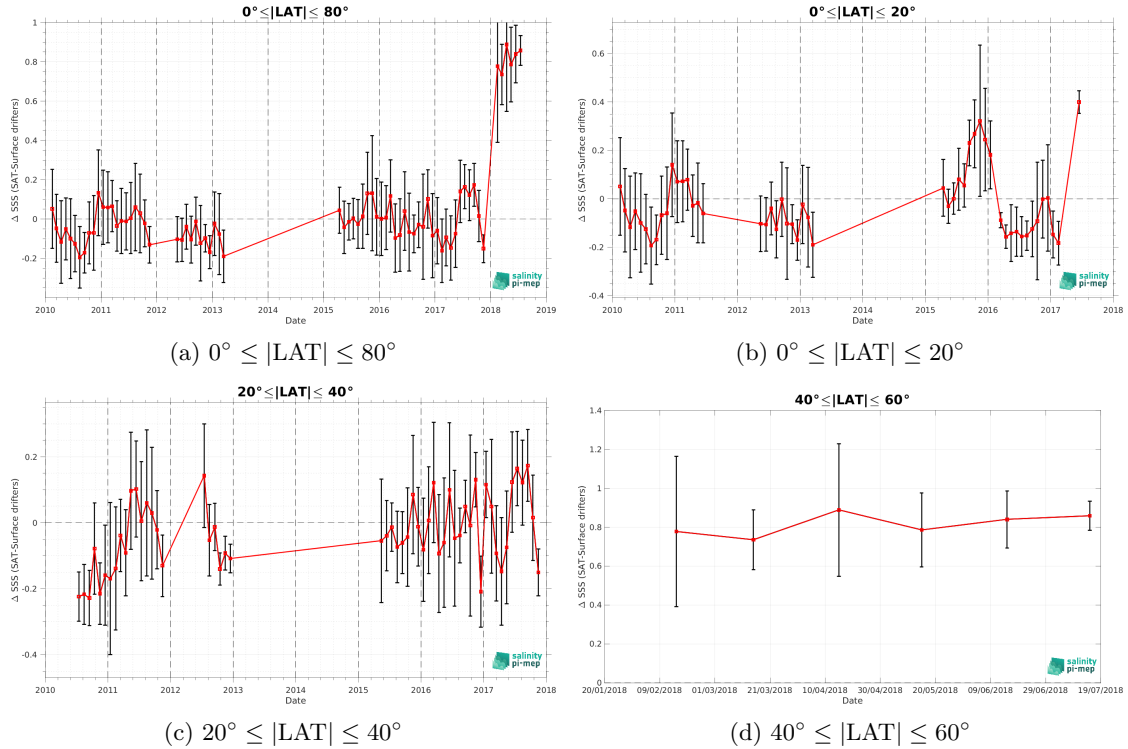 0°≤|LAT|≤ 80°
Δ SSS (SAT-Surface drifters)
1
0.8
0.6
0.4
0.2
0
-0.2
2010 2011 2012 2013 2014 2015 2016 2017 2018 2019
Date
salinity
pi-mep
(a) 0° ≤ |LAT| ≤ 80°
0°≤|LAT|≤ 20°
Δ SSS (SAT-Surface drifters)
0.6
0.4
0.2
0
-0.2
-0.4
2010 2011 2012 2013 2014 2015 2016 2017 2018
Date
salinity
pi-mep
(b) 0° ≤ |LAT| ≤ 20°
20°≤|LAT|≤ 40°
Δ SSS (SAT-Surface drifters)
0.2
0
-0.2
-0.4
2010 2011 2012 2013 2014 2015 2016 2017 2018
Date
salinity
pi-mep
(c) 20° ≤ |LAT| ≤ 40°
40°≤|LAT|≤ 60°
Δ SSS (SAT-Surface drifters)
1.4
1.2
1
0.8
0.6
0.4
0.2
0
20/01/2018 09/02/2018 01/03/2018 21/03/2018 10/04/2018 30/04/2018 20/05/2018 09/06/2018 29/06/2018 19/07/2018
Date
salinity
pi-mep
(d) 40° ≤ |LAT| ≤ 60°